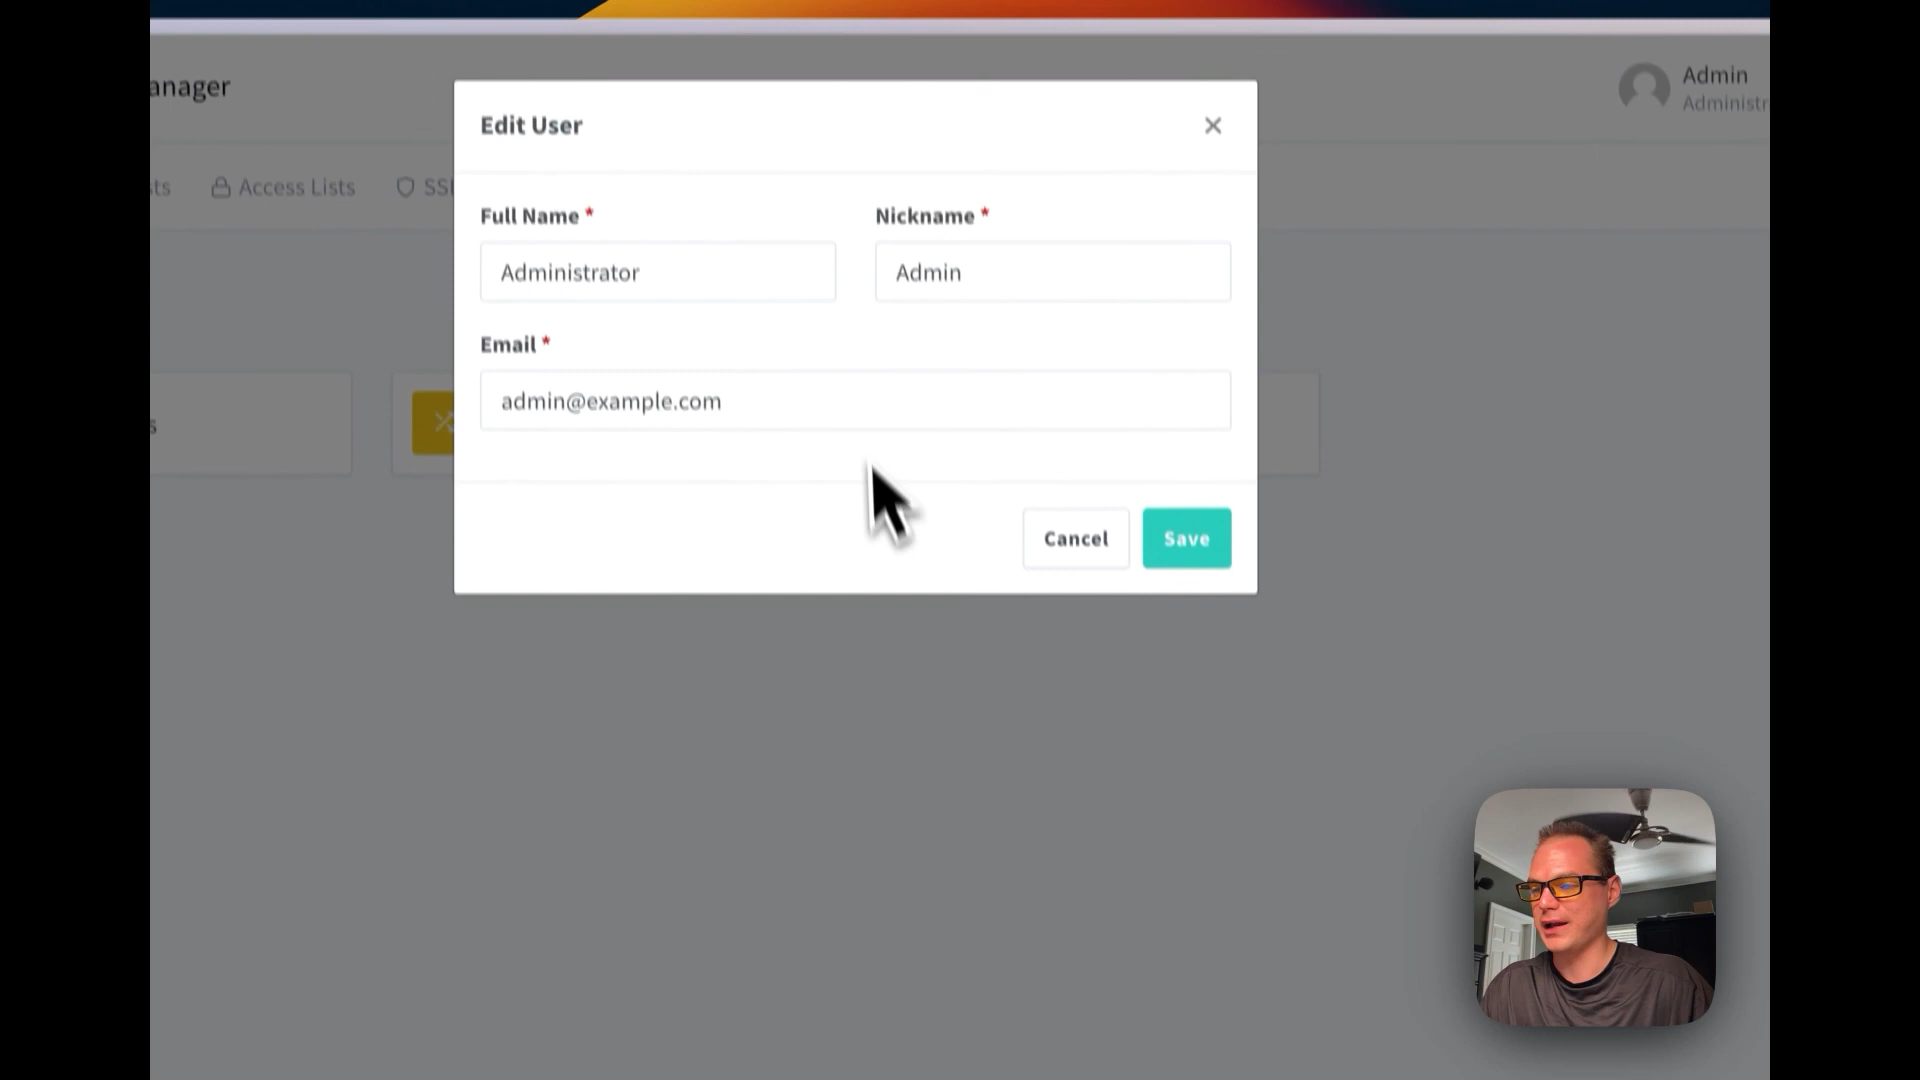 anager
Admin
Administr
sts
Access Lists
SSL
Edit User
Full Name *
Nickname *
Administrator
Admin
Email *
admin@example.com
s
Cancel
Save